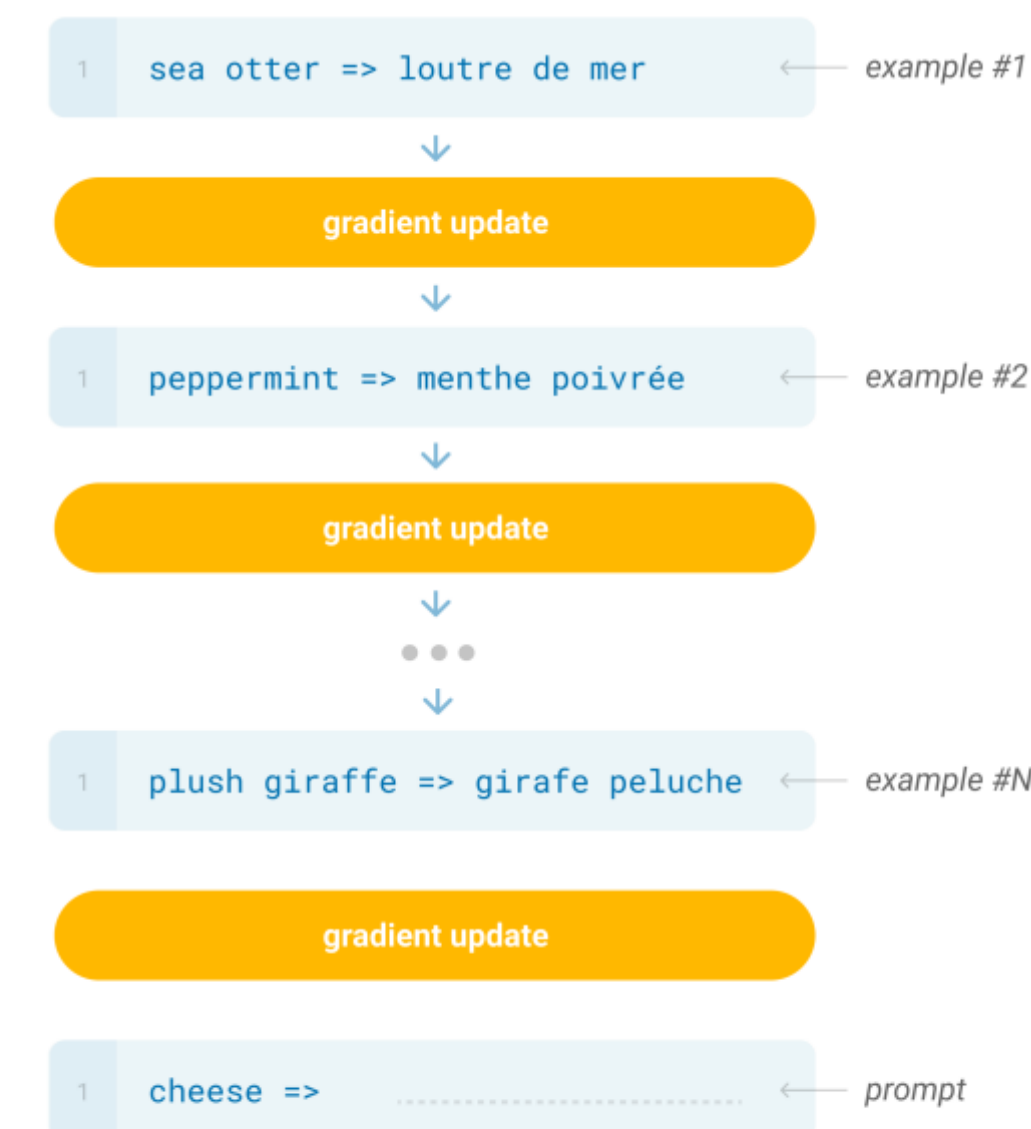 1 sea otter => loutre de mer example #1
gradient update
1 peppermint => menthe poivrée example #2
gradient update
1 plush giraffe => girafe peluche example #N
gradient update
1 cheese => prompt